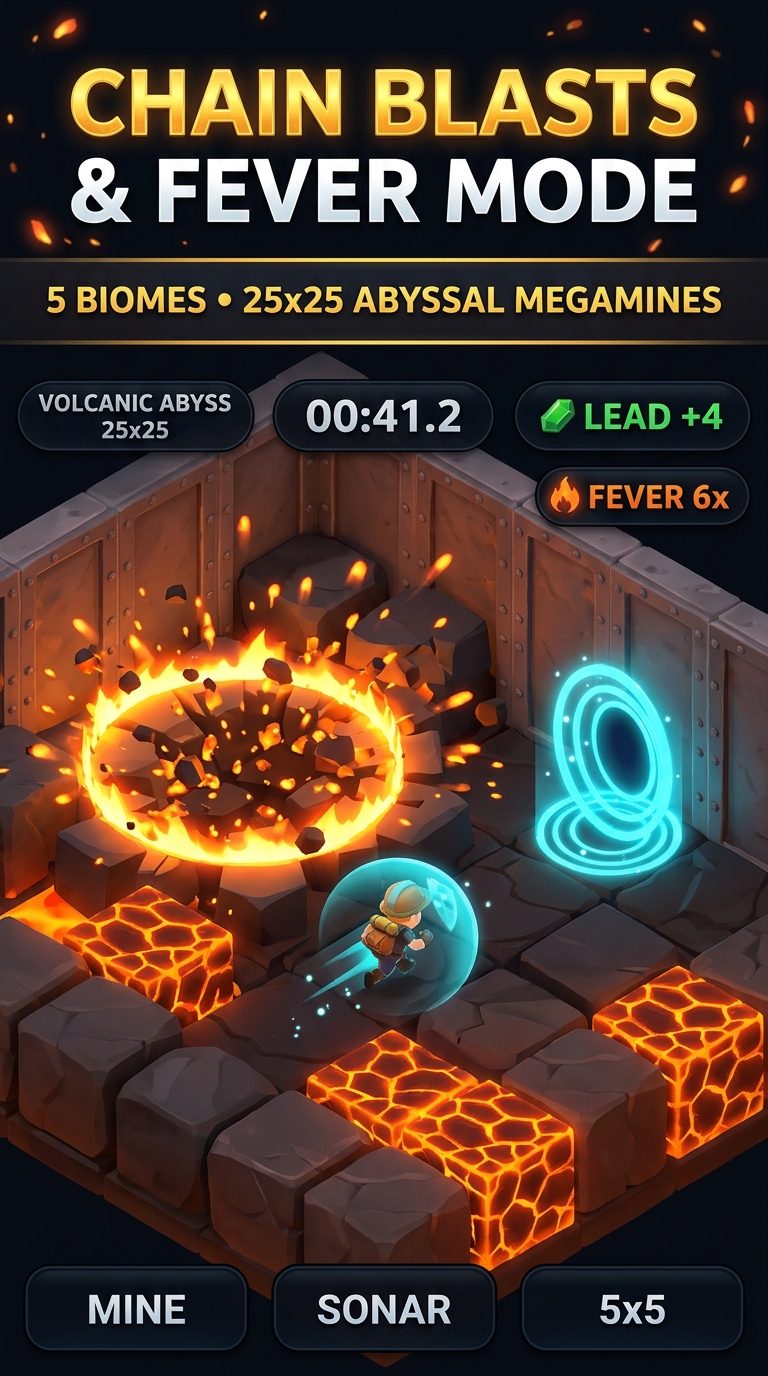 CHAIN BLASTS
& FEVER MODE
5 BIOMES • 25x25 ABYSSAL MEGAMINES
VOLCANIC ABYSS
25x25
00:41.2
LEAD +4
FEVER 6x
MINE
SONAR
5x5